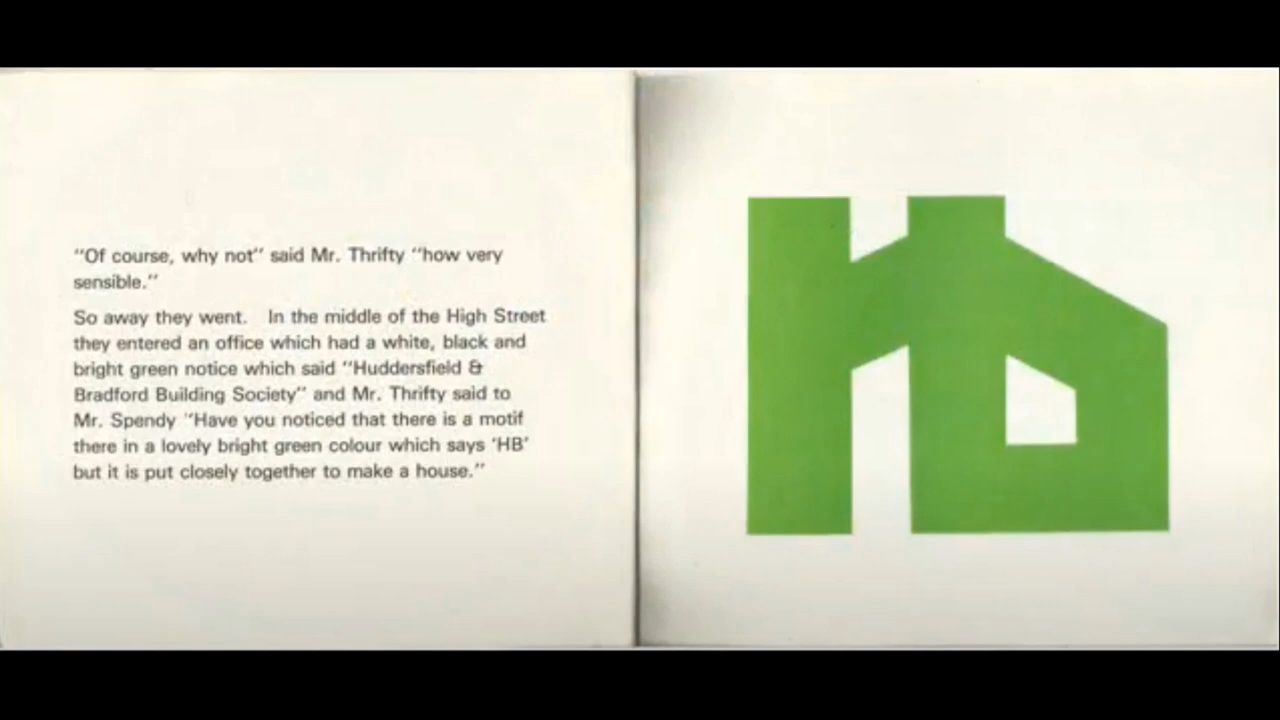 “Of course, why not” said Mr. Thrifty “how very
sensible.”
So away they went. In the middle of the High Street
they entered an office which had a white, black and
bright green notice which said “Huddersfield &
Bradford Building Society” and Mr. Thrifty said to
Mr. Spendy “Have you noticed that there is a motif
there in a lovely bright green colour which says ‘HB’
but it is put closely together to make a house.”
hb